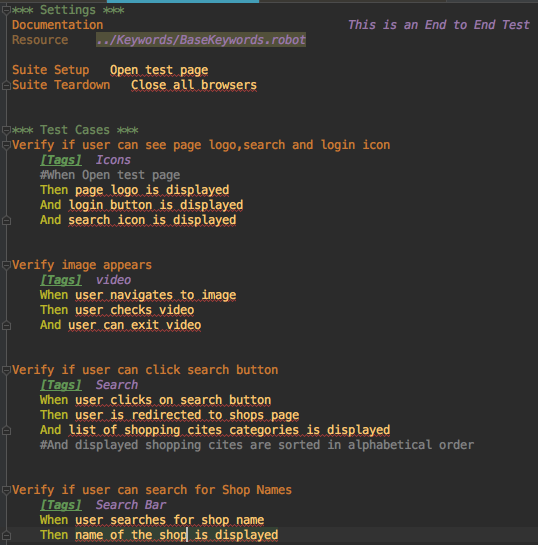 *** Settings ***
Documentation This is an End to End Test
Resource ../Keywords/BaseKeywords.robot
Suite Setup Open test page
Suite Teardown Close all browsers
*** Test Cases ***
Verify if user can see page logo,search and login icon
[Tags] Icons
#When Open test page
Then page logo is displayed
And login button is displayed
And search icon is displayed
Verify image appears
[Tags] video
When user navigates to image
Then user checks video
And user can exit video
Verify if user can click search button
[Tags] Search
When user clicks on search button
Then user is redirected to shops page
And list of shopping cites categories is displayed
#And displayed shopping cites are sorted in alphabetical order
Verify if user can search for Shop Names
[Tags] Search Bar
When user searches for shop name
Then name of the shop is displayed